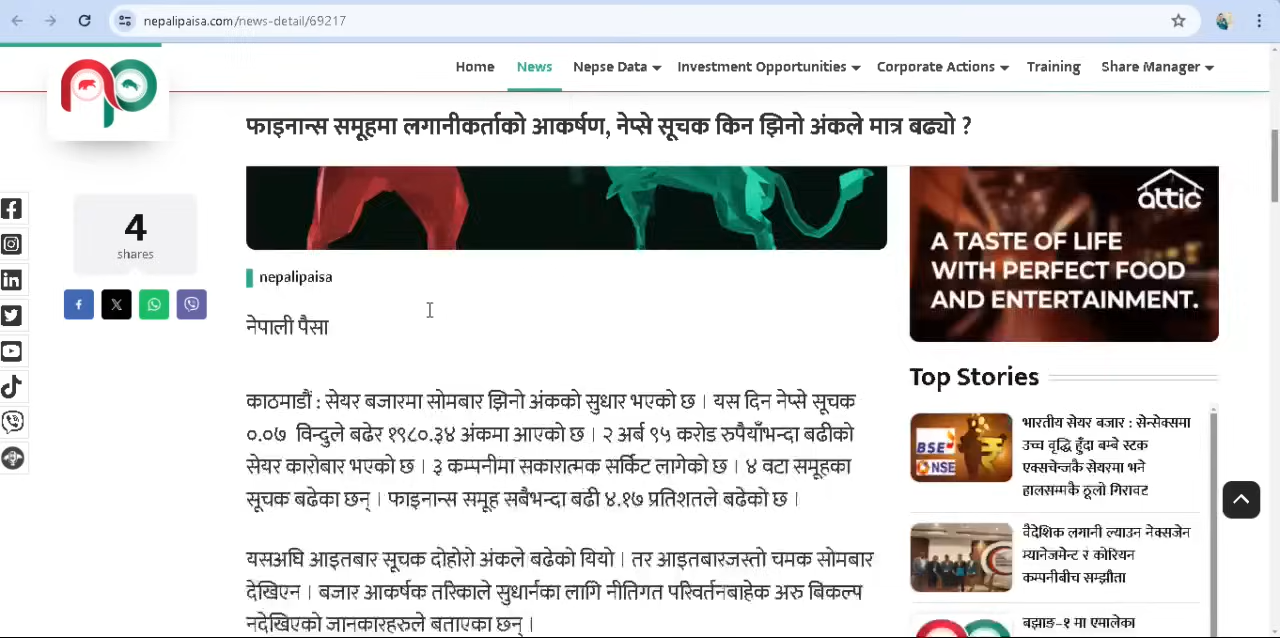 nepalipaisa.com/news-detail/69217
Home News Nepse Data Investment Opportunities Corporate Actions Training Share Manager
फाइनान्स समूहमा लगानीकर्ताको आकर्षण, नेप्से सूचक किन झिनो अंकले मात्र बढ्यो ?
4
shares
nepalipaisa
नेपाली पैसा
काठमाडौं : सेयर बजारमा सोमबार झिनो अंकको सुधार भएको छ । यस दिन नेप्से सूचक
०.०७ विन्दुले बढेर १९८०.३४ अंकमा आएको छ । २ अर्ब ९५ करोड रुपैयाँभन्दा बढीको
सेयर कारोबार भएको छ । ३ कम्पनीमा सकारात्मक सर्किट लागेको छ । ४ वटा समूहका
सूचक बढेका छन् । फाइनान्स समूह सबैभन्दा बढी ४.१७ प्रतिशतले बढेको छ ।
यसअघि आइतबार सूचक दोहोरो अंकले बढेको थियो । तर आइतबारजस्तो चमक सोमबार
देखिएन । बजार आकर्षक तरिकाले सुधार्नका लागि नीतिगत परिवर्तनबाहेक अरु बिकल्प
नदेखिएको जानकारहरुले बताएका छन् ।
attic
A TASTE OF LIFE
WITH PERFECT FOOD
AND ENTERTAINMENT.
Top Stories
BSE
NSE
भारतीय सेयर बजार : सेन्सेक्समा
उच्च वृद्धि हुँदा बम्बे स्टक
एक्सचेन्जकै सेयरमा भने
हालसम्मकै ठूलो गिरावट
वैदेशिक लगानी ल्याउन नेक्सजेन
म्यानेजमेन्ट र कोरियन
कम्पनीबीच सम्झौता
बझाङ–१ मा एमालेका